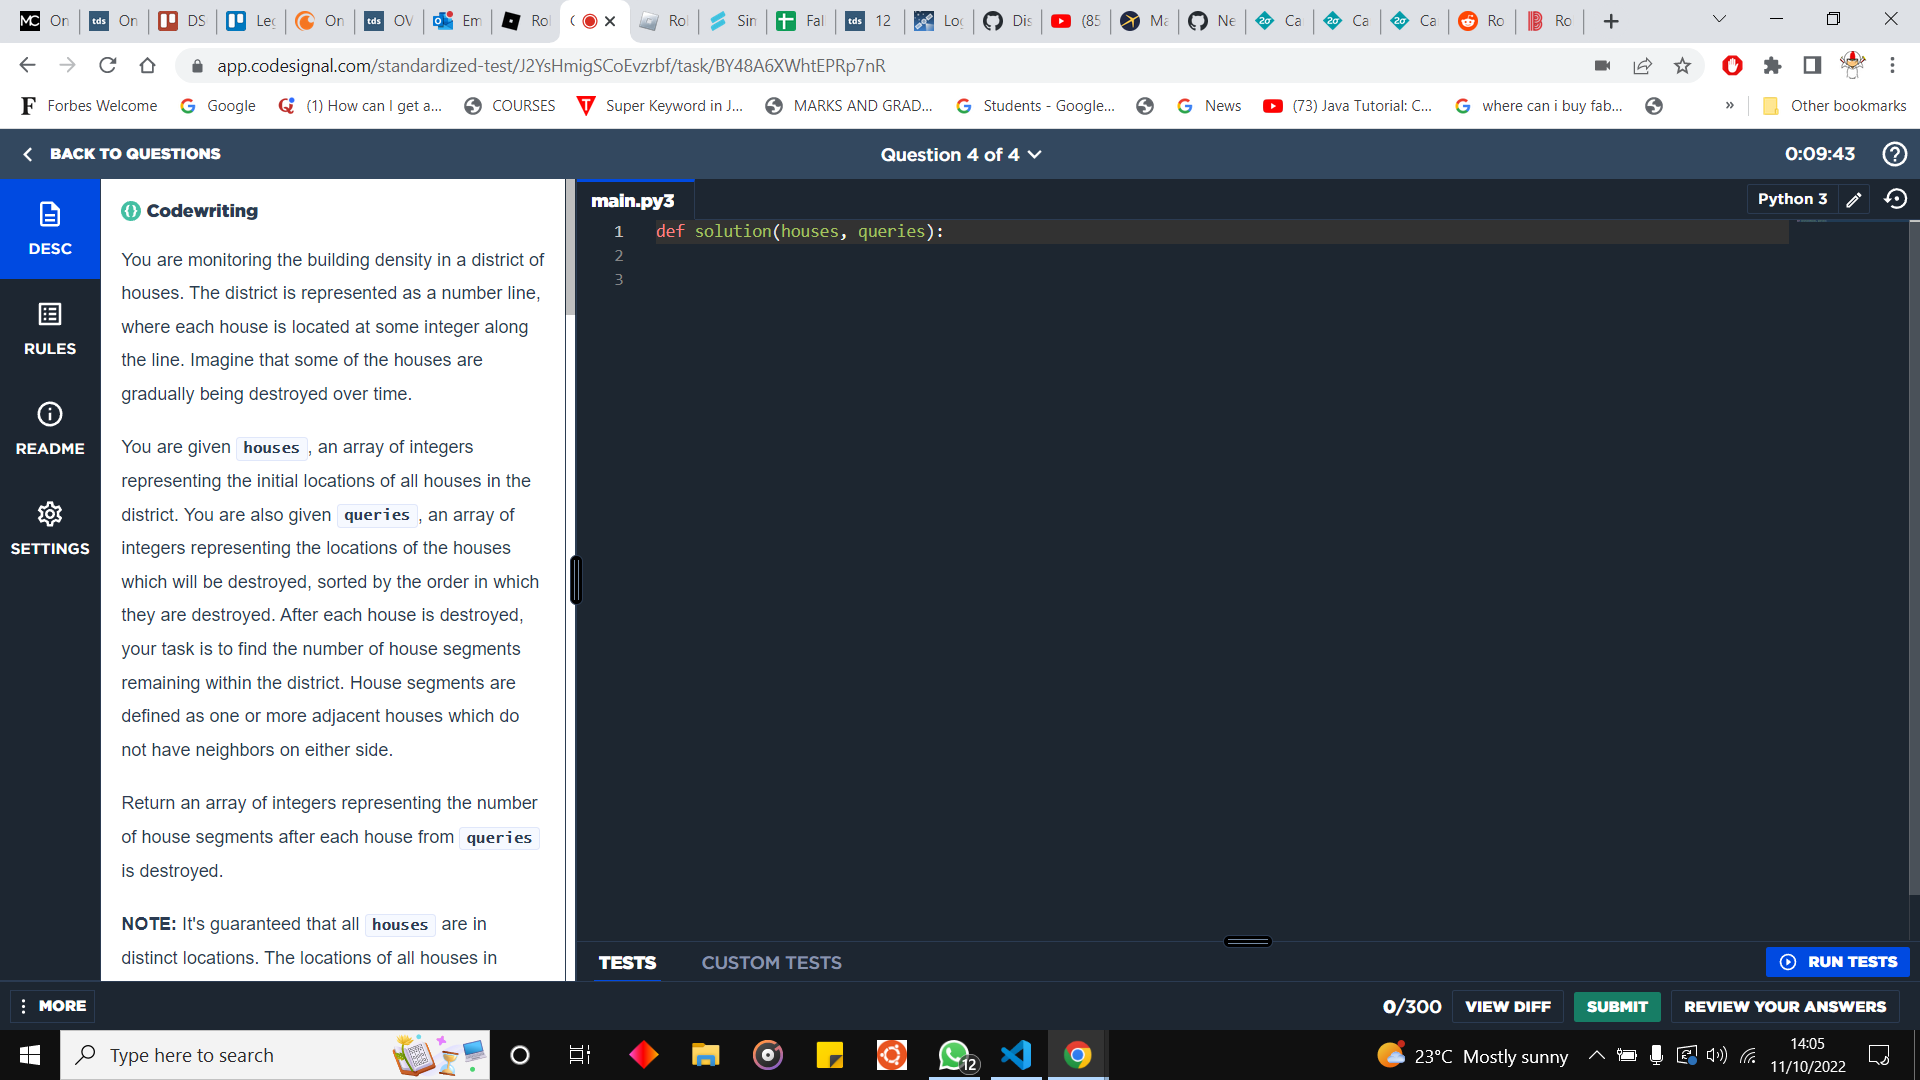 On
On
DS
Leg
On
OV
Em
Rol
Rol
Sin
Fal
12
Log
Dis
(85
Ma
Ne
Ca
Ca
Ca
Ro
Ro
app.codesignal.com/standardized-test/J2YsHmigSCoEvzrbf/task/BY48A6XWhtEPRp7nR
Forbes Welcome
Google
(1) How can I get a...
COURSES
Super Keyword in J...
MARKS AND GRAD...
Students - Google...
News
(73) Java Tutorial: C...
where can i buy fab...
»
Other bookmarks
BACK TO QUESTIONS
Question 4 of 4
0:09:43
DESC
RULES
README
SETTINGS
Codewriting
You are monitoring the building density in a district of
houses. The district is represented as a number line,
where each house is located at some integer along
the line. Imagine that some of the houses are
gradually being destroyed over time.
You are given houses, an array of integers
representing the initial locations of all houses in the
district. You are also given queries, an array of
integers representing the locations of the houses
which will be destroyed, sorted by the order in which
they are destroyed. After each house is destroyed,
your task is to find the number of house segments
remaining within the district. House segments are
defined as one or more adjacent houses which do
not have neighbors on either side.
Return an array of integers representing the number
of house segments after each house from queries
is destroyed.
NOTE: It's guaranteed that all houses are in
distinct locations. The locations of all houses in
main.py3
Python 3
1 def solution(houses, queries):
2
3
TESTS
CUSTOM TESTS
RUN TESTS
MORE
0/300
VIEW DIFF
SUBMIT
REVIEW YOUR ANSWERS
Type here to search
12
23°C Mostly sunny
14:05
11/10/2022